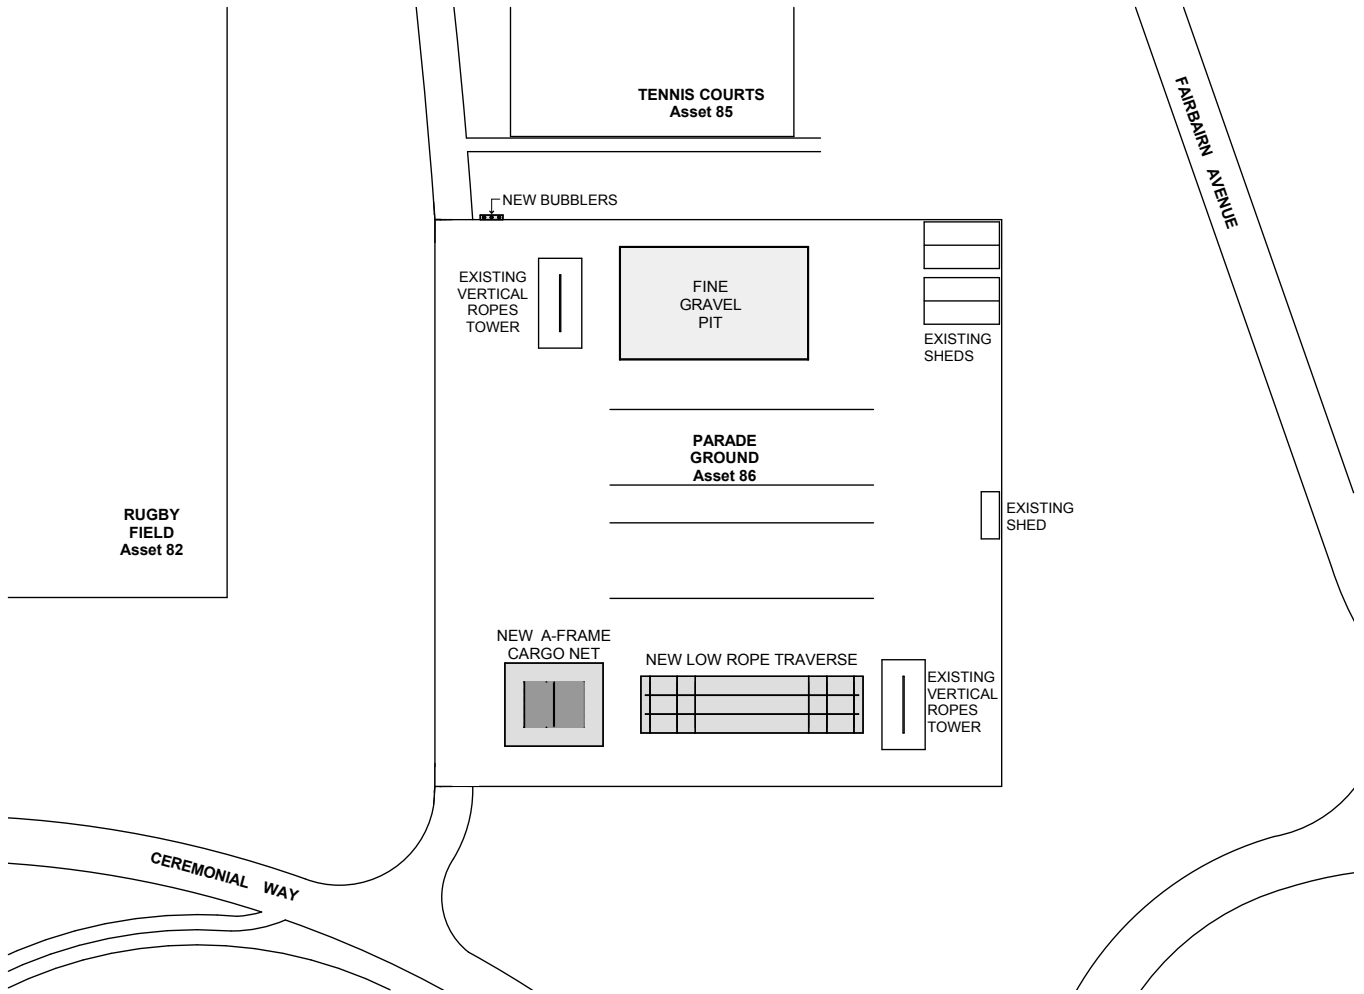 TENNIS COURTS
Asset 85
FAIRBAIRN AVENUE
NEW BUBBLERS
EXISTING
VERTICAL
ROPES
TOWER
FINE
GRAVEL
PIT
EXISTING
SHEDS
PARADE
GROUND
Asset 86
RUGBY
FIELD
Asset 82
EXISTING
SHED
NEW A-FRAME
CARGO NET
NEW LOW ROPE TRAVERSE
EXISTING
VERTICAL
ROPES
TOWER
CEREMONIAL WAY